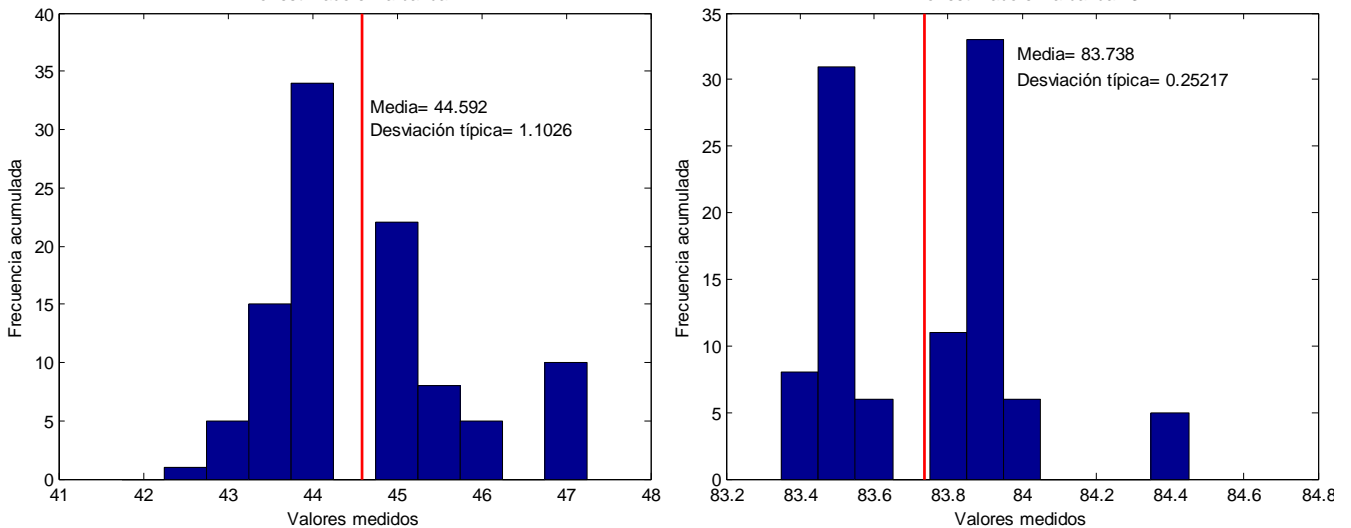 40
35
30
25
20
15
10
5
0
Frecuencia acumulada
Media= 44.592
Desviación típica= 1.1026
41 42 43 44 45 46 47 48
Valores medidos
35
30
25
20
15
10
5
0
Frecuencia acumulada
Media= 83.738
Desviación típica= 0.25217
83.2 83.4 83.6 83.8 84 84.2 84.4 84.6 84.8
Valores medidos